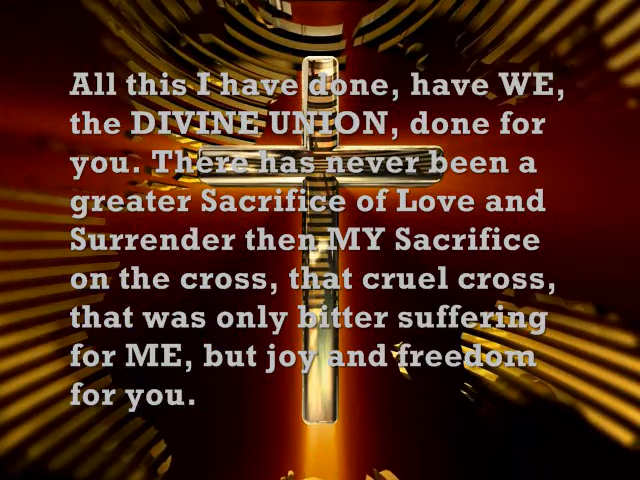 All this I have done, have WE,
the DIVINE UNION, done for
you. There has never been a
greater Sacrifice of Love and
Surrender then MY Sacrifice
on the cross, that cruel cross,
that was only bitter suffering
for ME, but joy and freedom
for you.